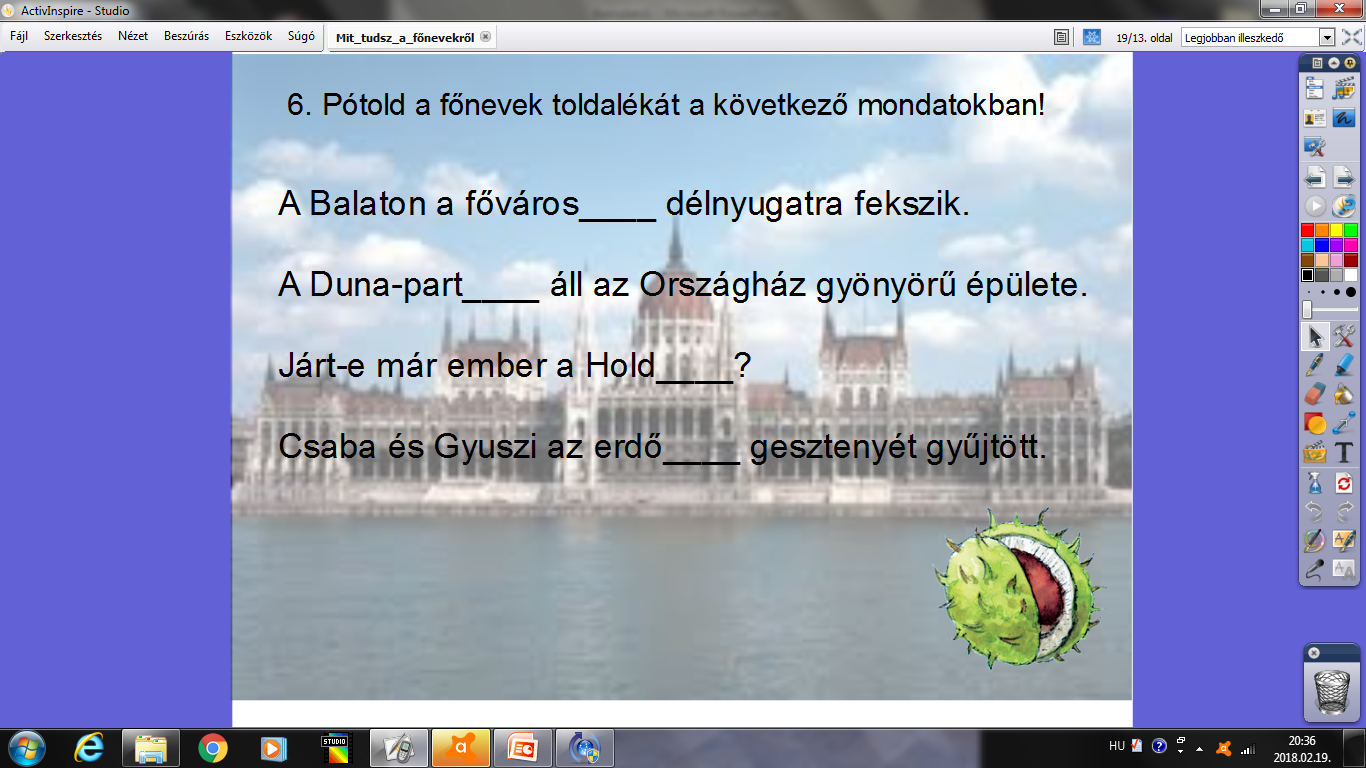 ActivInspire - Studio
Fájl Szerkesztés Nézet Beszúrás Eszközök Súgó Mit_tudsz_a_főnevekről 19/13. oldal Legjobban illeszkedő
6. Pótold a főnevek toldalékát a következő mondatokban!
A Balaton a főváros____ délnyugatra fekszik.
A Duna-part____ áll az Országház gyönyörű épülete.
Járt-e már ember a Hold____?
Csaba és Gyuszi az erdő____ gesztenyét gyűjtött.
STUDIO
HU
20:36
2018.02.19.